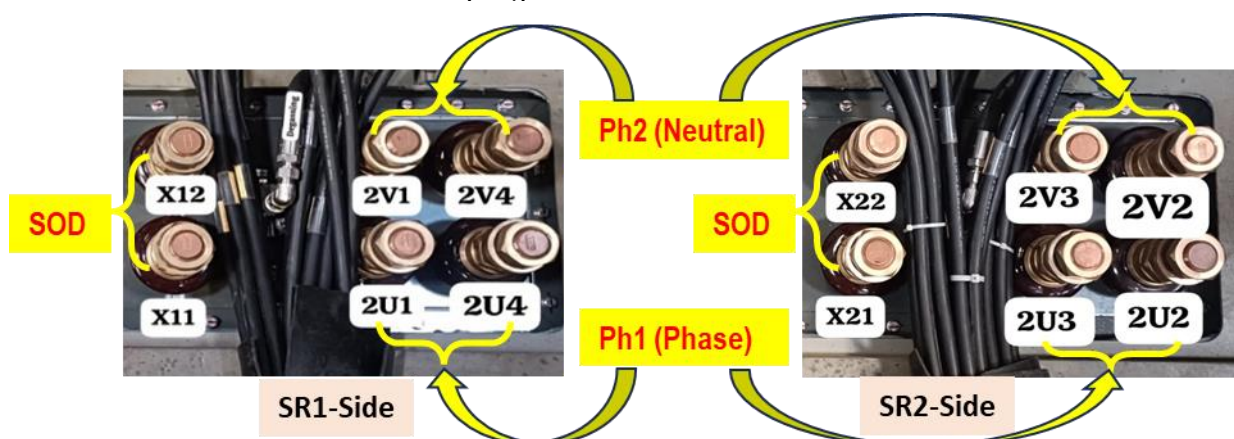 Ph2 (Neutral)
SOD
X12
Degassing
2V1
2V4
X11
2U1
2U4
SR1-Side
Ph1 (Phase)
SOD
X22
2V3
2V2
X21
2U3
2U2
SR2-Side